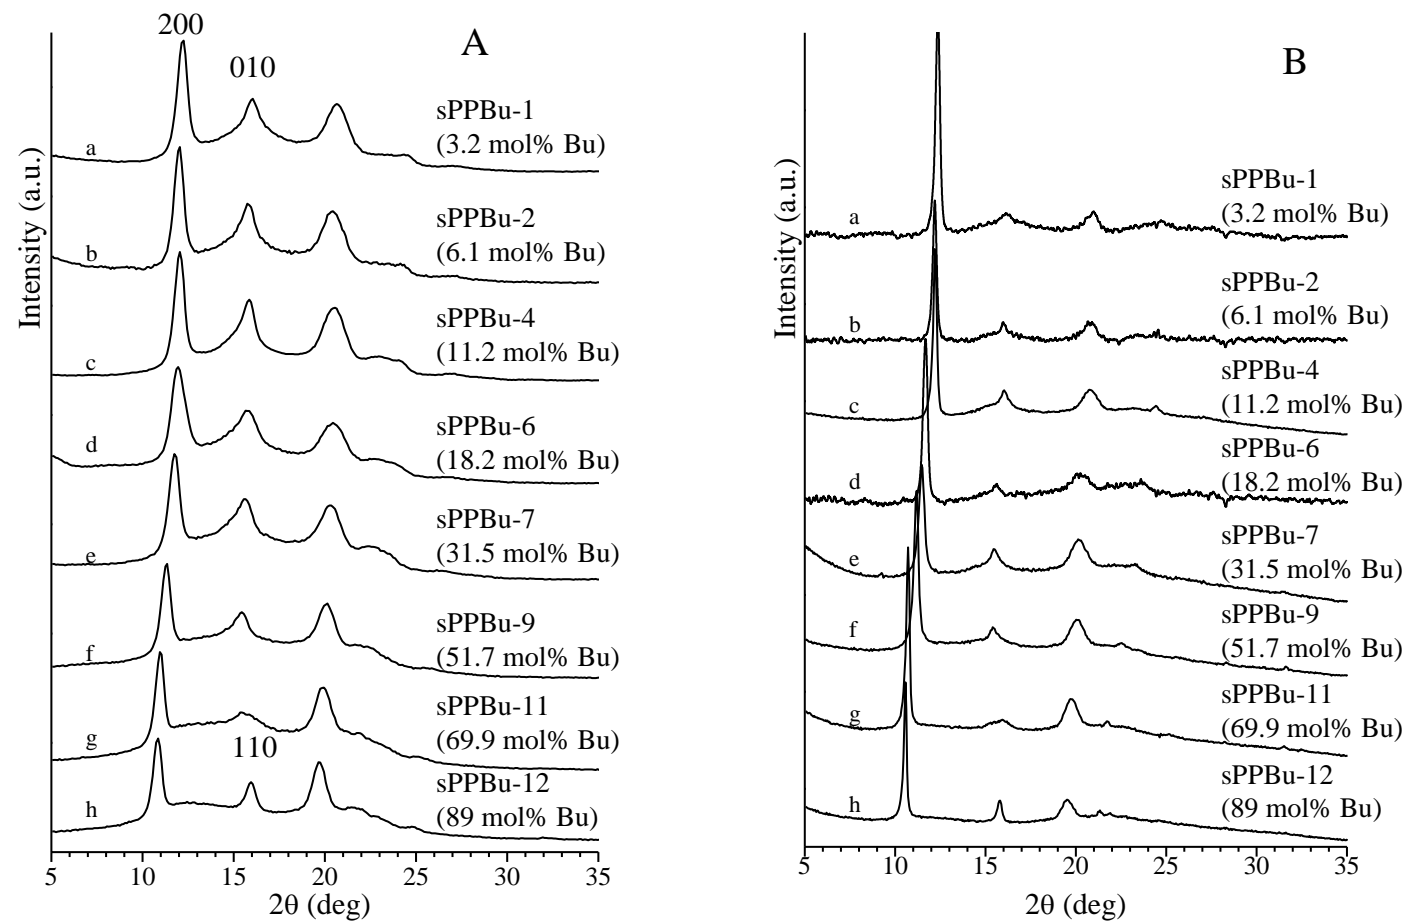 200
A
010
Intensity (a.u.)
a
sPPBu-1
(3.2 mol% Bu)
b
sPPBu-2
(6.1 mol% Bu)
c
sPPBu-4
(11.2 mol% Bu)
d
sPPBu-6
(18.2 mol% Bu)
e
sPPBu-7
(31.5 mol% Bu)
f
sPPBu-9
(51.7 mol% Bu)
g
sPPBu-11
(69.9 mol% Bu)
110
h
sPPBu-12
(89 mol% Bu)
5 10 15 20 25 30 35
2θ (deg)
B
Intensity (a.u.)
a
sPPBu-1
(3.2 mol% Bu)
b
sPPBu-2
(6.1 mol% Bu)
c
sPPBu-4
(11.2 mol% Bu)
d
sPPBu-6
(18.2 mol% Bu)
e
sPPBu-7
(31.5 mol% Bu)
f
sPPBu-9
(51.7 mol% Bu)
g
sPPBu-11
(69.9 mol% Bu)
h
sPPBu-12
(89 mol% Bu)
5 10 15 20 25 30 35
2θ (deg)